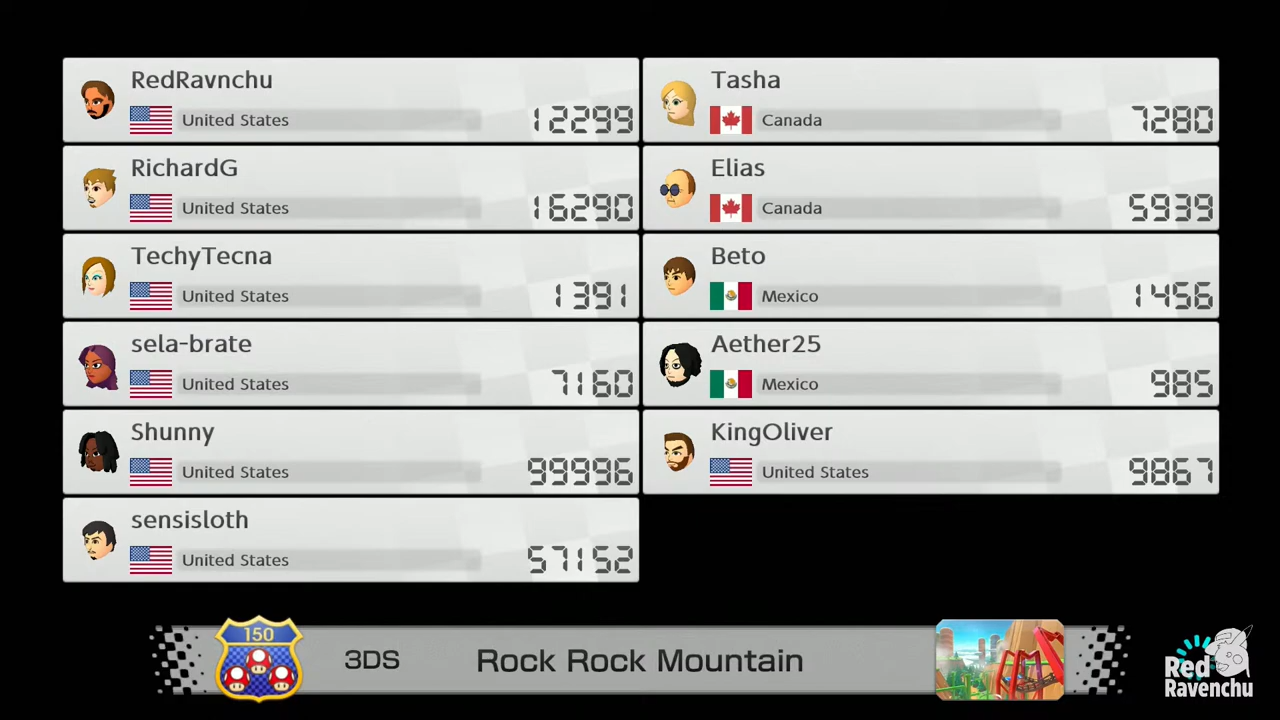 RedRavnchu
United States
12299
RichardG
United States
16290
TechyTecna
United States
1391
sela-brate
United States
7160
Shunny
United States
99996
sensisloth
United States
57152
Tasha
Canada
7280
Elias
Canada
5939
Beto
Mexico
1456
Aether25
Mexico
985
KingOliver
United States
9867
150
3DS Rock Rock Mountain
Red
Ravenchu